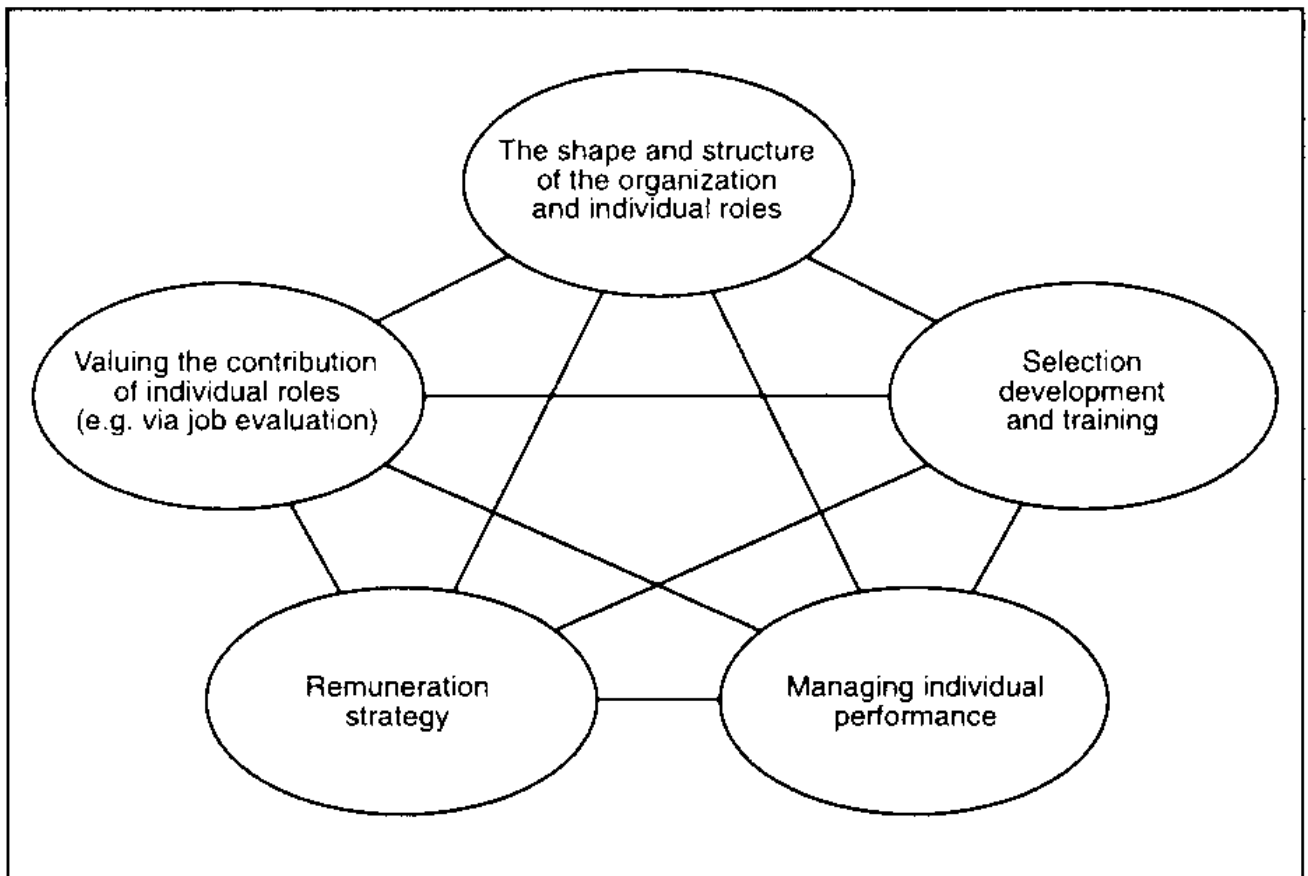 The shape and structure
of the organization
and individual roles
Valuing the contribution
of individual roles
(e.g. via job evaluation)
Selection
development
and training
Remuneration
strategy
Managing individual
performance